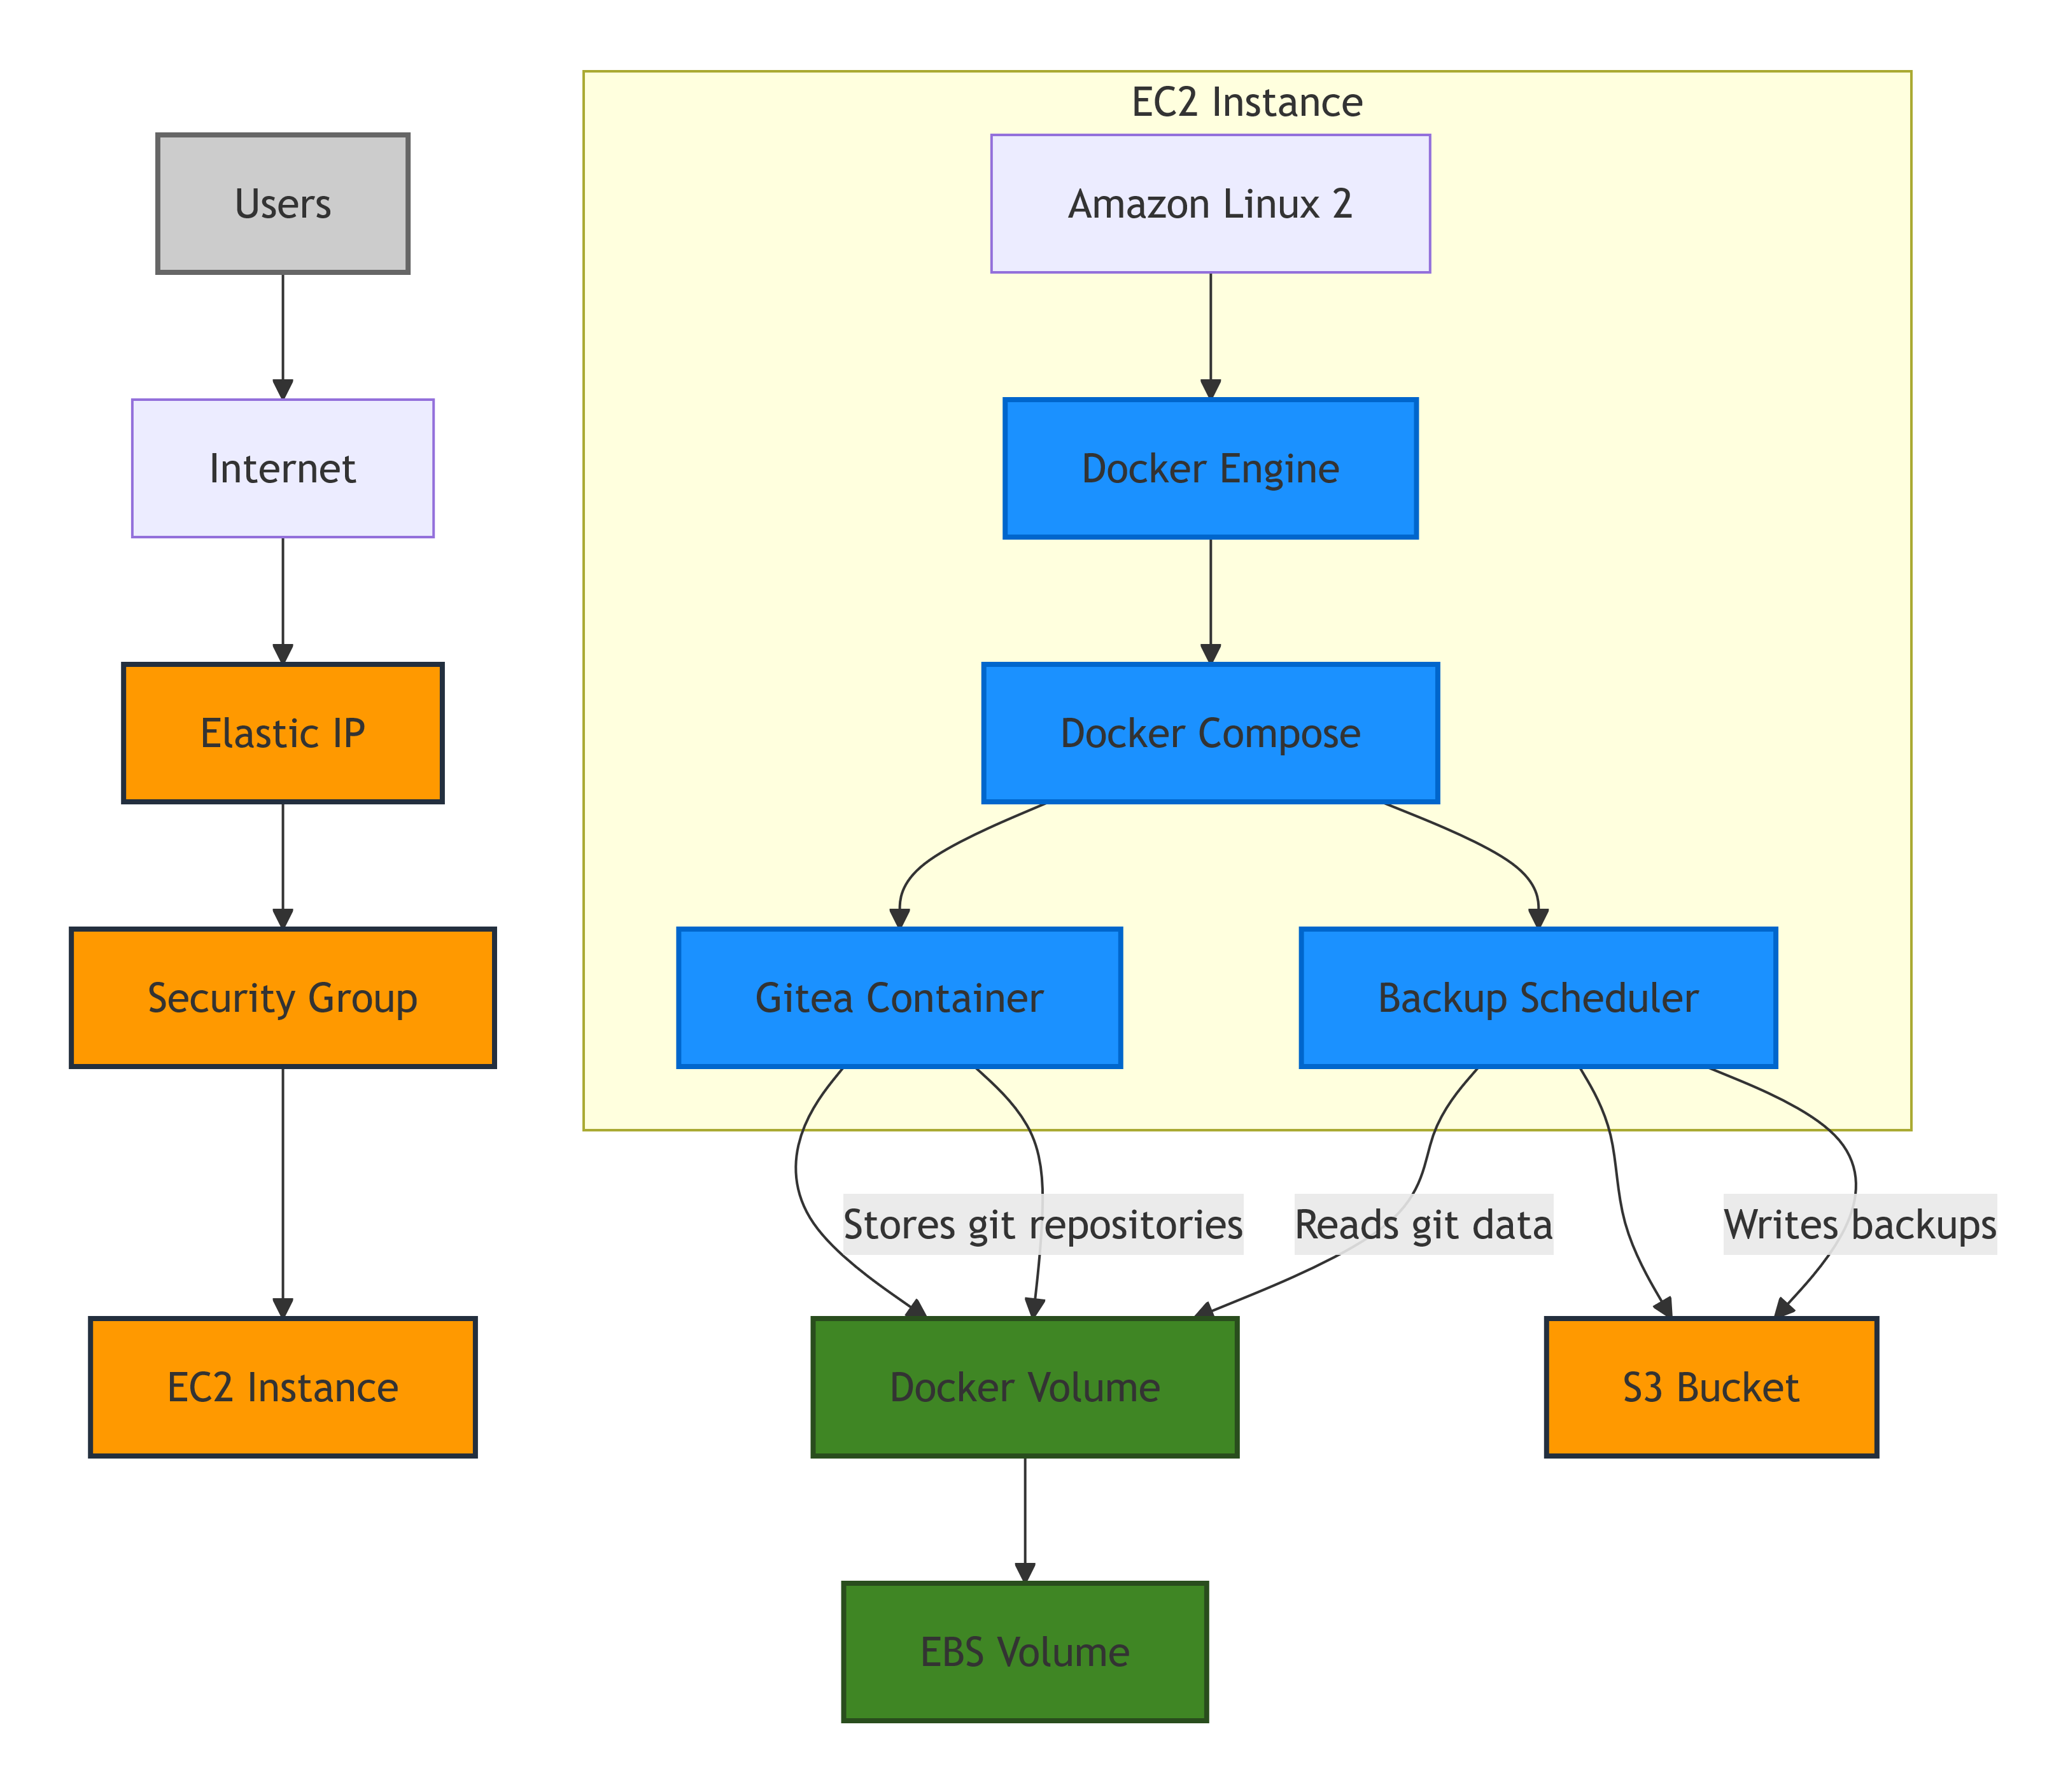 EC2 Instance
Users
Amazon Linux 2
Internet
Docker Engine
Elastic IP
Docker Compose
Security Group
Gitea Container
Backup Scheduler
Stores git repositories
Reads git data
Writes backups
EC2 Instance
Docker Volume
S3 Bucket
EBS Volume